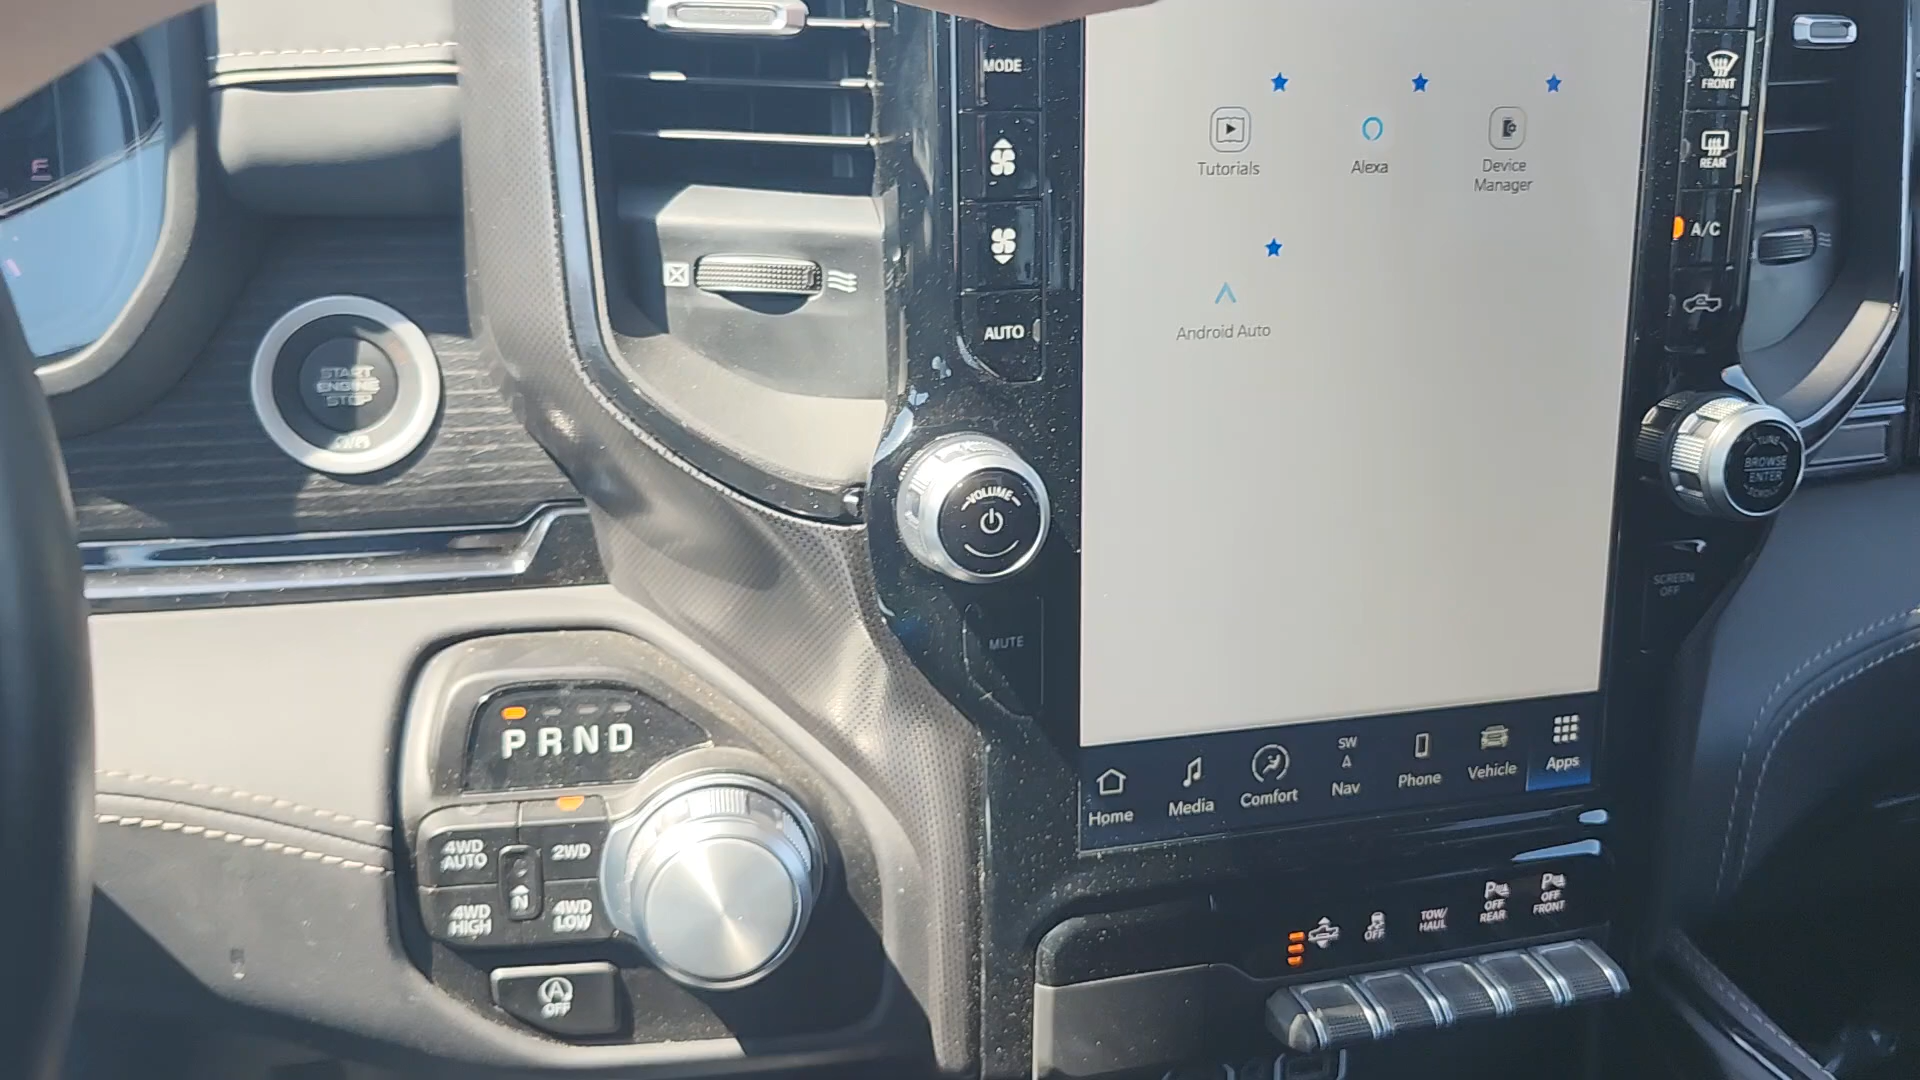 MODE
AUTO
E
START
ENGINE
STOP
VOLUME
MUTE
Tutorials
Alexa
Device
Manager
Android Auto
FRONT
REAR
A/C
TUNE
BROWSE
ENTER
SCROLL
SCREEN
OFF
P R N D
4WD
AUTO
2WD
N
4WD
HIGH
4WD
LOW
A
OFF
Home
Media
Comfort
SW
Nav
Phone
Vehicle
Apps
OFF
TOW/
HAUL
P
OFF
REAR
P
OFF
FRONT